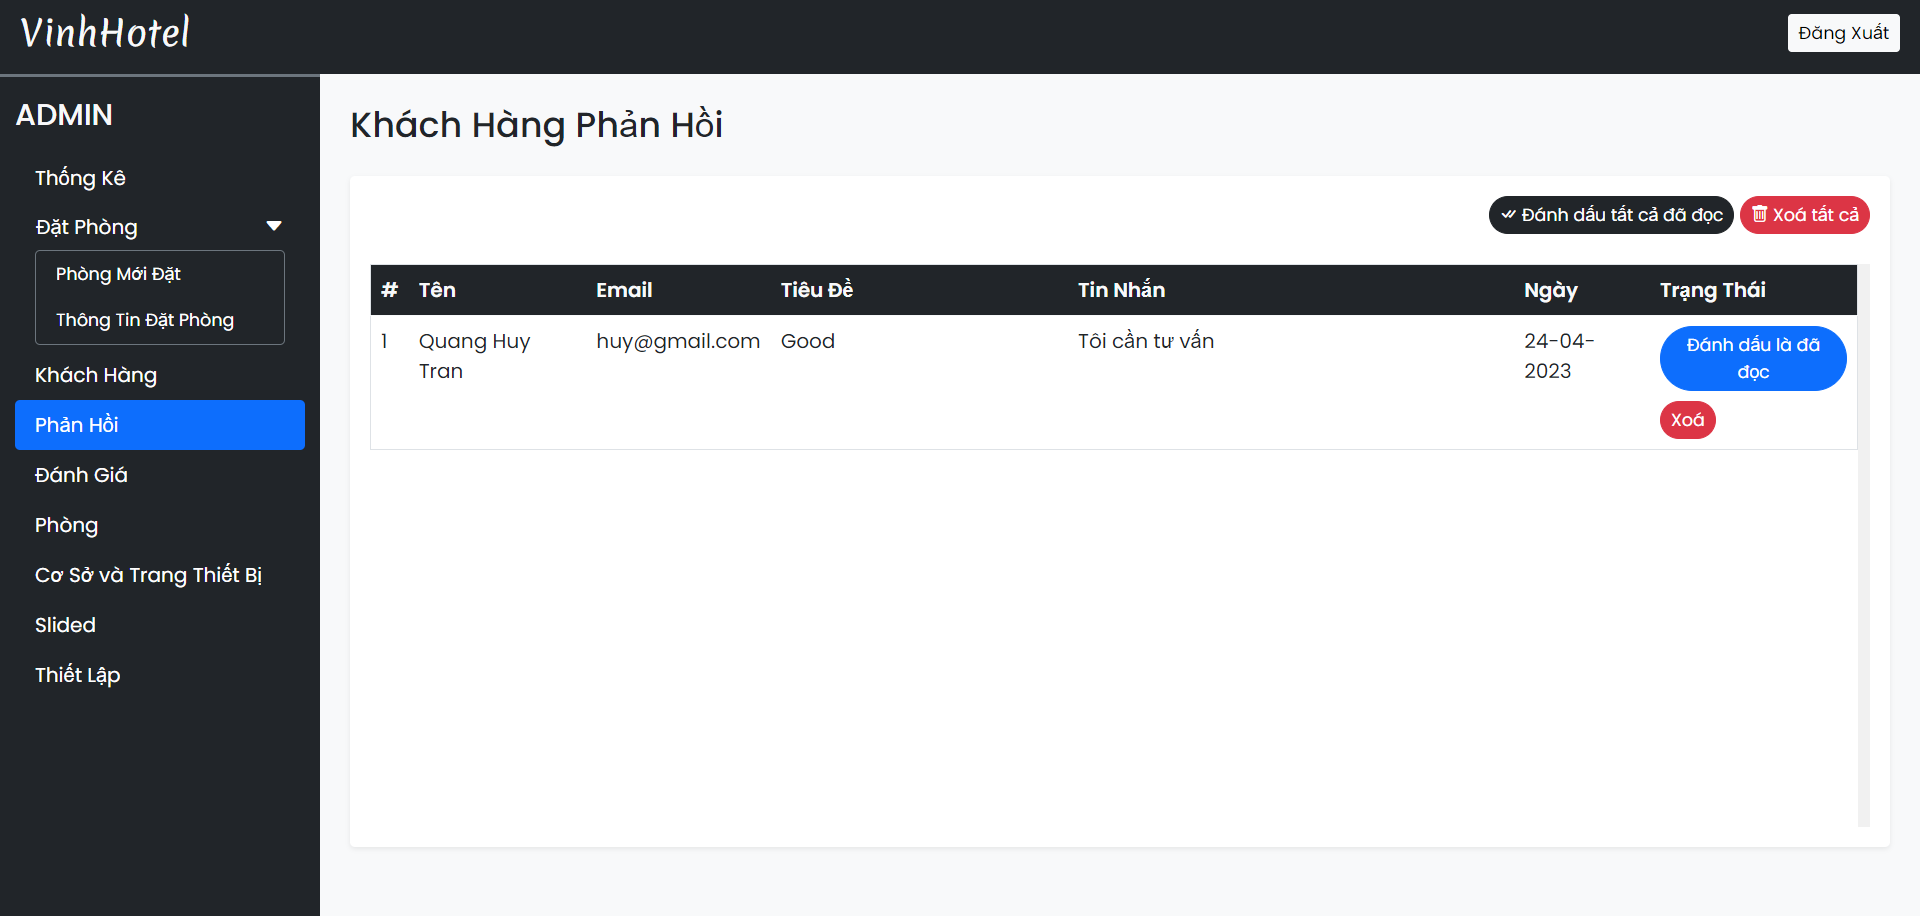 VinhHotel
Đăng Xuất
ADMIN
Thống Kê
Đặt Phòng
Phòng Mới Đặt
Thông Tin Đặt Phòng
Khách Hàng
Phản Hồi
Đánh Giá
Phòng
Cơ Sở và Trang Thiết Bị
Slided
Thiết Lập
Khách Hàng Phản Hồi
Đánh dấu tất cả đã đọc Xoá tất cả
# Tên Email Tiêu Đề Tin Nhắn Ngày Trạng Thái
1 Quang Huy huy@gmail.com Good Tôi cần tư vấn 24-04- Đánh dấu là đã
Tran 2023 đọc
Xoá